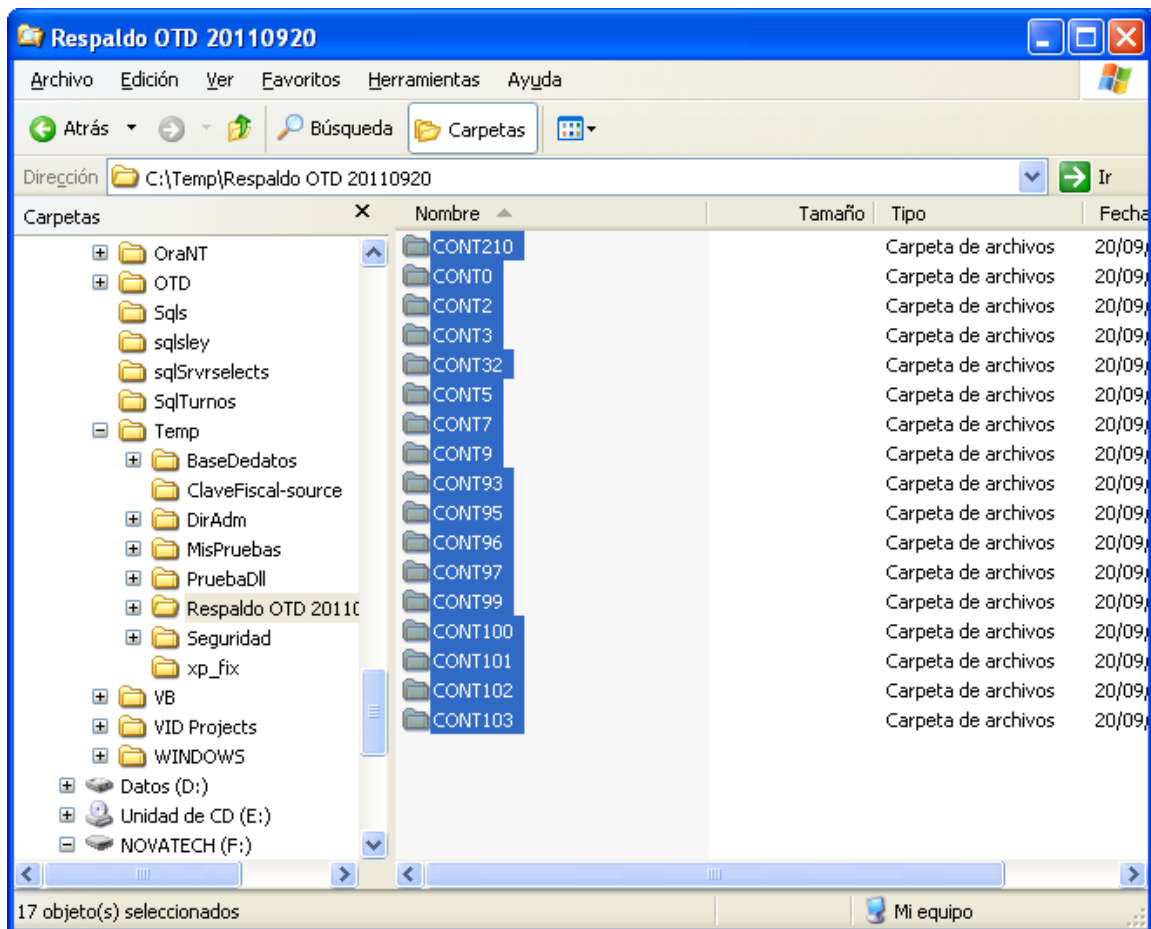 Respaldo OTD 20110920
Archivo Edición Ver Favoritos Herramientas Ayuda
Atrás Búsqueda Carpetas
Dirección C:\Temp\Respaldo OTD 20110920 Ir
Carpetas
OraNT
OTD
Sqls
sqlsley
sqlSrvrselects
SqlTurnos
Temp
BaseDedatos
ClaveFiscal-source
DirAdm
MisPruebas
PruebaDll
Respaldo OTD 20110
Seguridad
xp_fix
VB
VID Projects
WINDOWS
Datos (D:)
Unidad de CD (E:)
NOVATECH (F:)
Nombre Tamaño Tipo Fecha
CONT210 Carpeta de archivos 20/09/
CONT0 Carpeta de archivos 20/09/
CONT2 Carpeta de archivos 20/09/
CONT3 Carpeta de archivos 20/09/
CONT32 Carpeta de archivos 20/09/
CONT5 Carpeta de archivos 20/09/
CONT7 Carpeta de archivos 20/09/
CONT9 Carpeta de archivos 20/09/
CONT93 Carpeta de archivos 20/09/
CONT95 Carpeta de archivos 20/09/
CONT96 Carpeta de archivos 20/09/
CONT97 Carpeta de archivos 20/09/
CONT99 Carpeta de archivos 20/09/
CONT100 Carpeta de archivos 20/09/
CONT101 Carpeta de archivos 20/09/
CONT102 Carpeta de archivos 20/09/
CONT103 Carpeta de archivos 20/09/
17 objeto(s) seleccionados Mi equipo